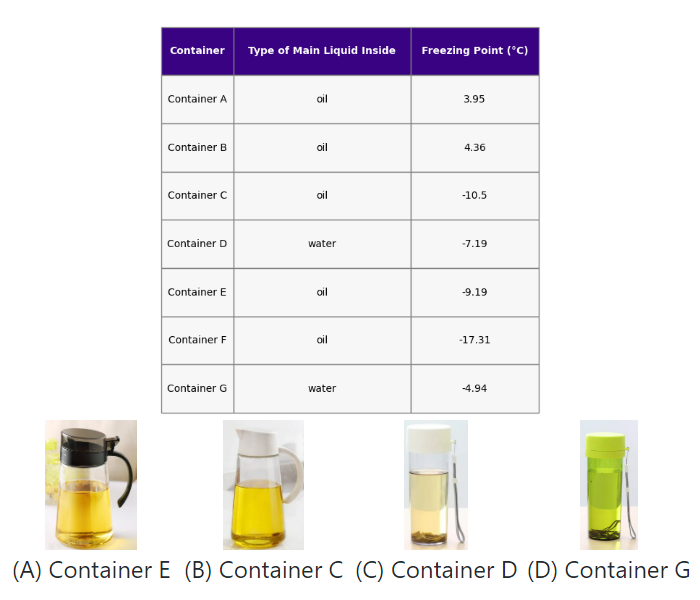 Container Type of Main Liquid Inside Freezing Point (°C)
Container A oil 3.95
Container B oil 4.36
Container C oil -10.5
Container D water -7.19
Container E oil -9.19
Container F oil -17.31
Container G water -4.94
(A) Container E (B) Container C (C) Container D (D) Container G